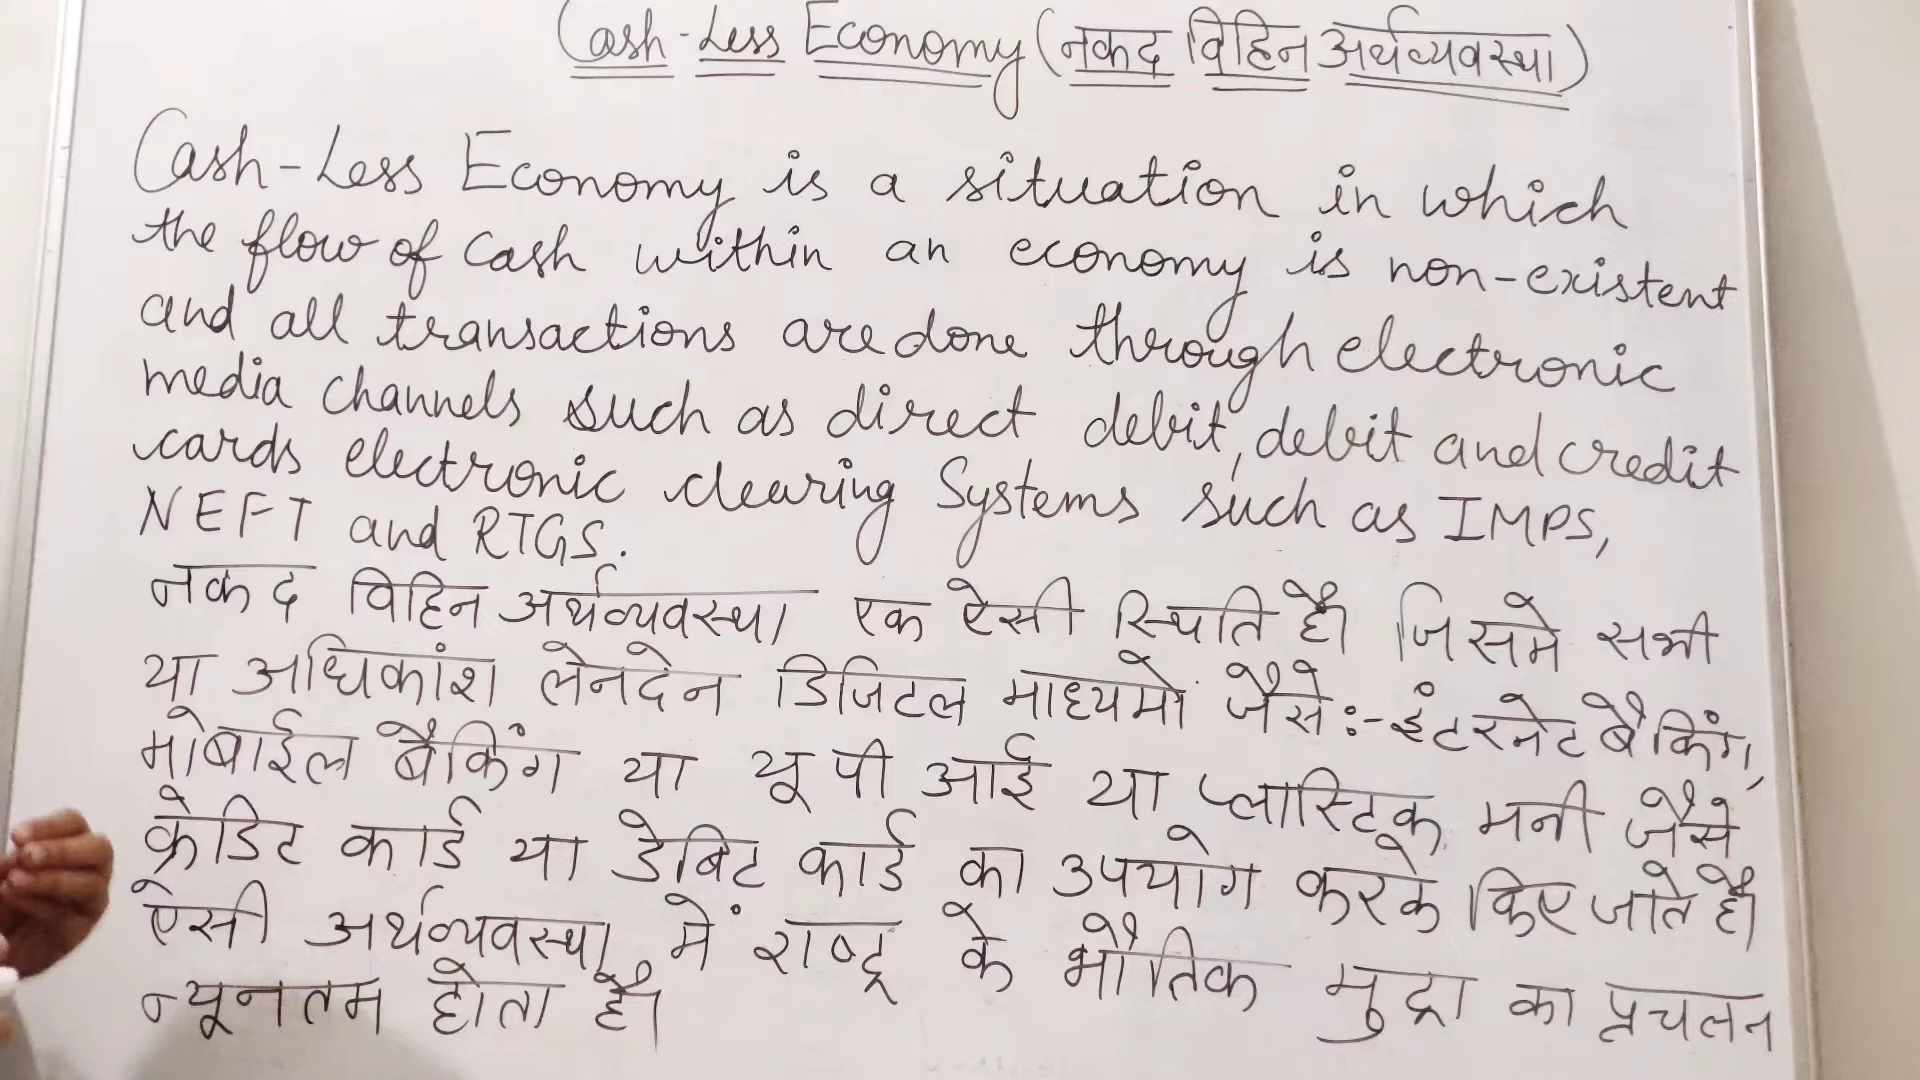 Cash-Less Economy (नकद विहिन अर्थव्यवस्था)
Cash-Less Economy is a situation in which
the flow of cash within an economy is non-existent
and all transactions are done through electronic
media channels such as direct debit, debit and credit
cards electronic clearing Systems such as IMPS,
NEFT and RTGS.
नकद विहिन अर्थव्यवस्था एक ऐसी स्थिति है। जिसमे सभी
या अधिकांश लेनदेन डिजिटल माध्यमो जैसे:- इंटरनेट बैकिंग,
मोबाईल बैकिंग या यू पी आई या प्लास्टिक मनी जैसे
क्रेडिट कार्ड या डेबिट कार्ड का उपयोग करके किए जाते है।
ऐसी अर्थव्यवस्था में राष्ट्र के भौतिक मुद्रा का प्रचलन
न्यूनतम होता है।